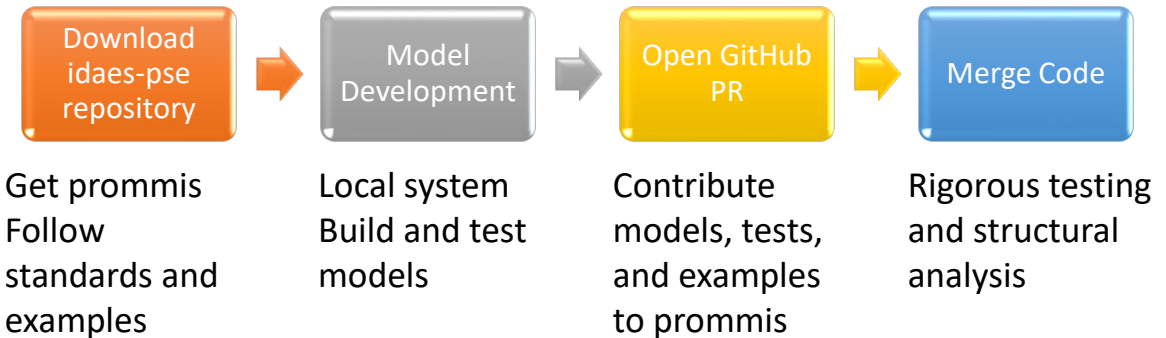 Download
idaes-pse
repository
Model
Development
Open GitHub
PR
Merge Code
Get prommis
Follow
standards and
examples
Local system
Build and test
models
Contribute
models, tests,
and examples
to prommis
Rigorous testing
and structural
analysis